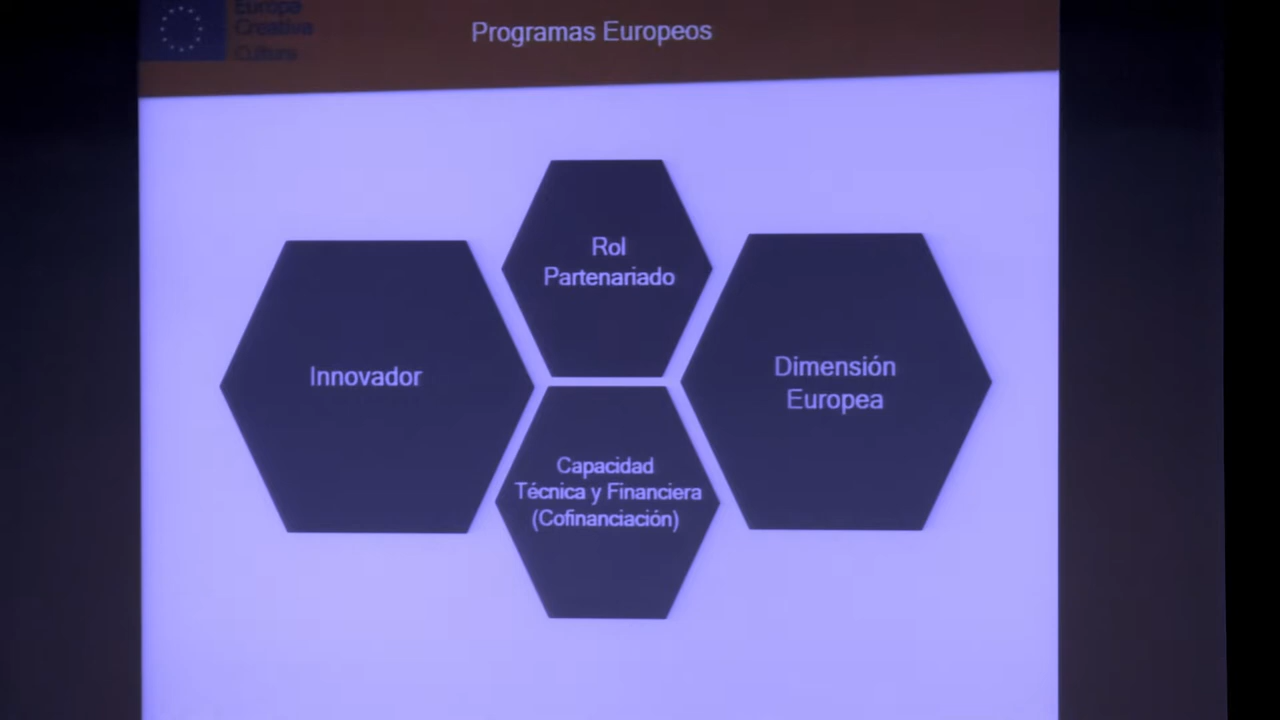 Europa
Creativa
Cultura
Programas Europeos
Rol
Partenariado
Innovador
Dimensión
Europea
Capacidad
Técnica y Financiera
(Cofinanciación)